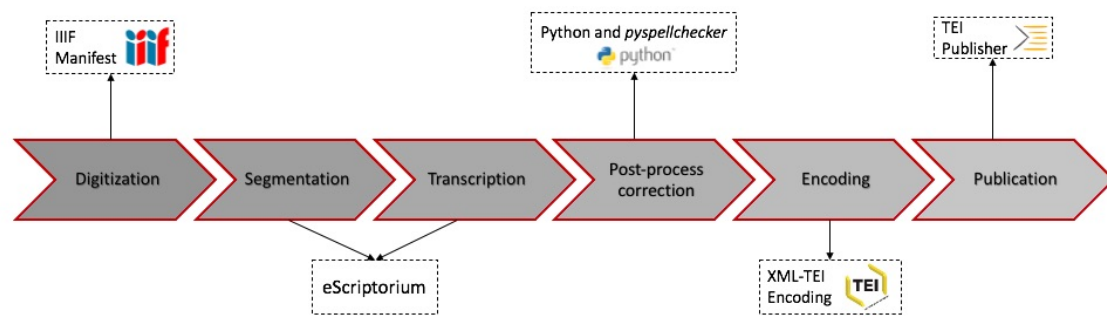 IIIF
Manifest
iiif
Python and pyspellchecker
python
TEI
Publisher
Digitization
Segmentation
Transcription
Post-process
correction
Encoding
Publication
eScriptorium
XML-TEI
Encoding
TEI